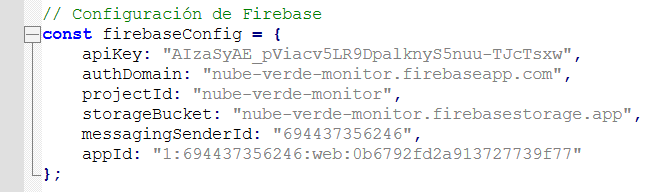 // Configuración de Firebase
const firebaseConfig = {
apiKey: "AIzaSyAE_pViacv5LR9DpalknyS5nuu-TJcTsxw",
authDomain: "nube-verde-monitor.firebaseapp.com",
projectId: "nube-verde-monitor",
storageBucket: "nube-verde-monitor.firebasestorage.app",
messagingSenderId: "694437356246",
appId: "1:694437356246:web:0b6792fd2a913727739f77"
};